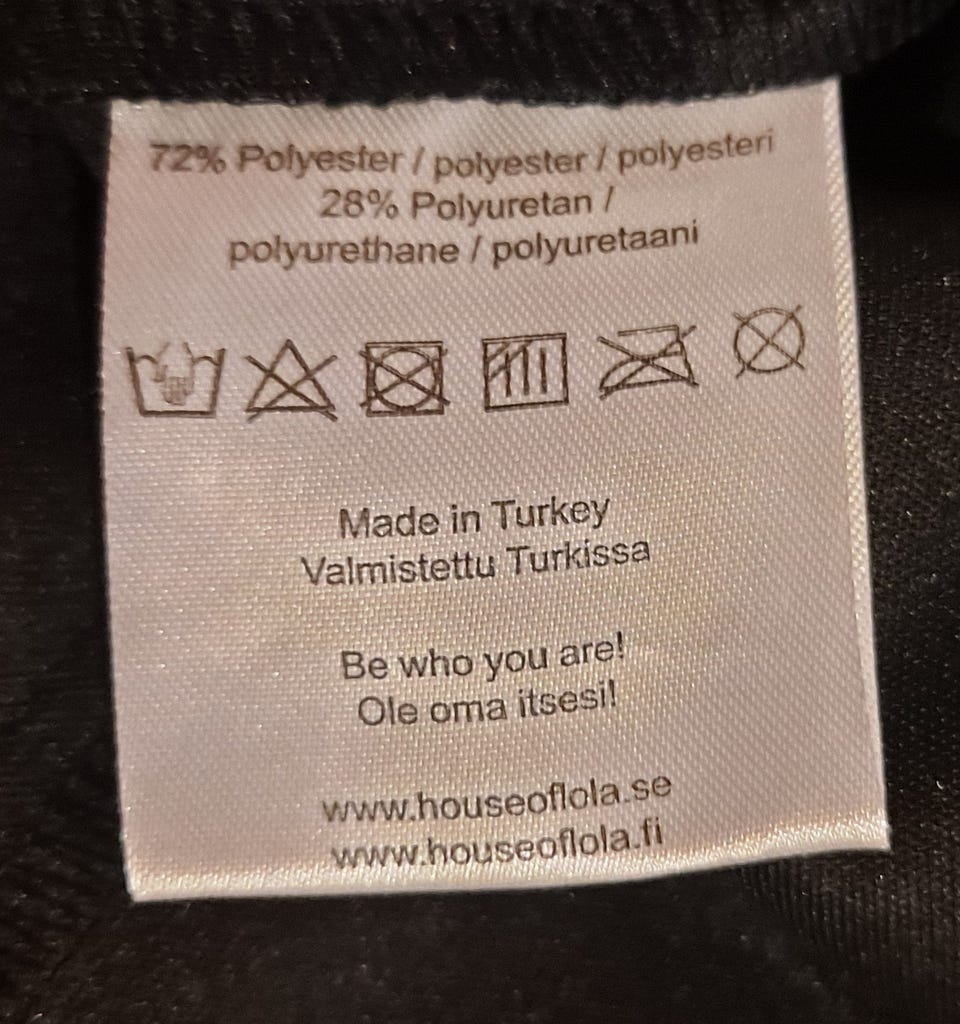 72% Polyester / polyester / polyesteri
28% Polyuretan /
polyurethane / polyuretaani
Made in Turkey
Valmistettu Turkissa
Be who you are!
Ole oma itsesi!
www.houseoflola.se
www.houseoflola.fi